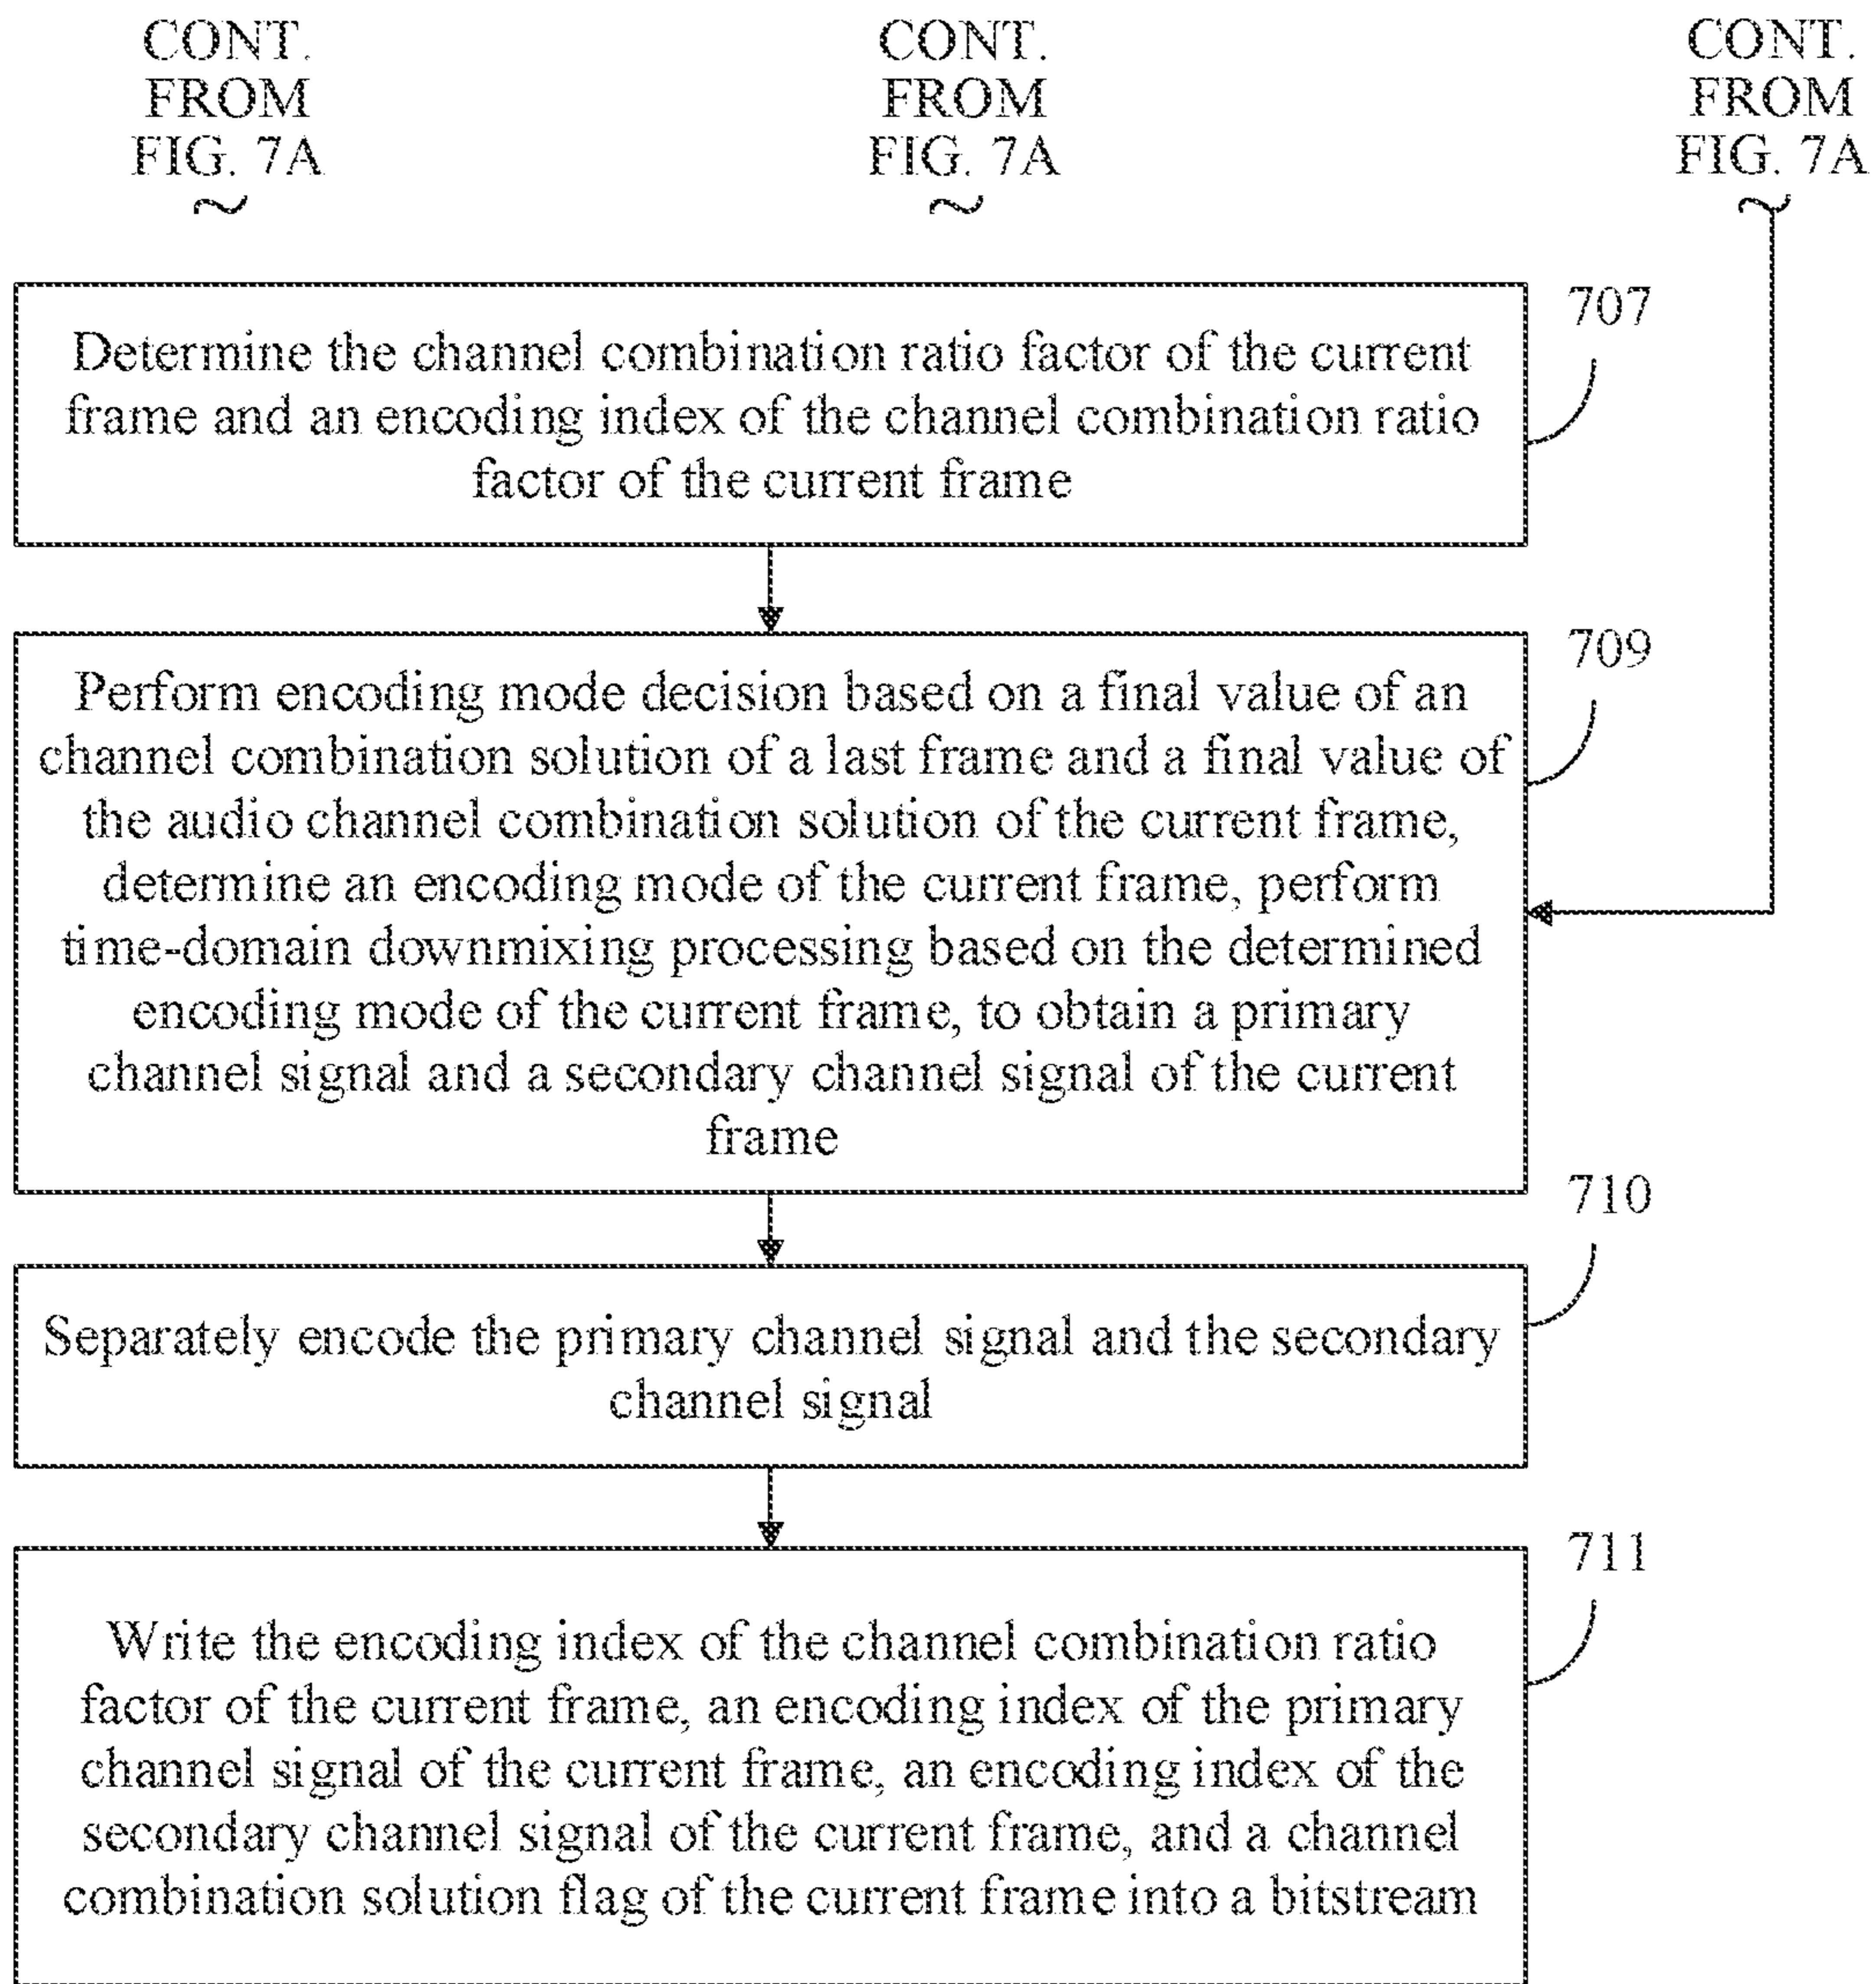 CONT.
FROM
FIG. 7A
CONT.
FROM
FIG. 7A
CONT.
FROM
FIG. 7A
707
Determine the channel combination ratio factor of the current
frame and an encoding index of the channel combination ratio
factor of the current frame
709
Perform encoding mode decision based on a final value of an
channel combination solution of a last frame and a final value of
the audio channel combination solution of the current frame,
determine an encoding mode of the current frame, perform
time-domain downmixing processing based on the determined
encoding mode of the current frame, to obtain a primary
channel signal and a secondary channel signal of the current
frame
710
Separately encode the primary channel signal and the secondary
channel signal
711
Write the encoding index of the channel combination ratio
factor of the current frame, an encoding index of the primary
channel signal of the current frame, an encoding index of the
secondary channel signal of the current frame, and a channel
combination solution flag of the current frame into a bitstream